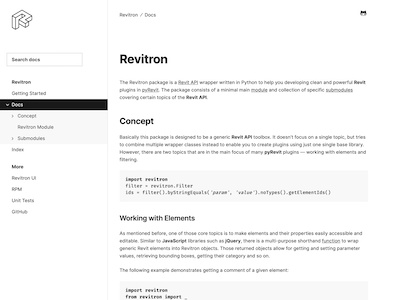 Revitron / Docs
Search docs
Revitron
Getting Started
Docs
Concept
Revitron Module
Submodules
Index
More
Revitron UI
RPM
Unit Tests
GitHub
Revitron
The Revitron package is a Revit API wrapper written in Python to help you developing clean and powerful Revit
plugins in pyRevit. The package consists of a minimal main module and collection of specific submodules
covering certain topics of the Revit API.
Concept
Basically this package is designed to be a generic Revit API toolbox. It doesn't focus on a single topic, but tries
to combine multiple wrapper classes instead to enable you to create plugins using just one single base library.
However, there are two topics that are in the main focus of many pyRevit plugins — working with elements and
filtering.
import revitron
Filter = revitron.Filter
ids = Filter().byStringEquals('param', 'value').noTypes().getElementIds()
Working with Elements
As mentioned before, one of those core topics is to make elements and their properties easily accessible and
editable. Similar to JavaScript libraries such as jQuery, there is a multi-purpose shorthand function to wrap
generic Revit elements into Revitron objects. Those returned objects allow for getting and setting parameter
values, retrieving bounding boxes, getting their category and so on.
The following example demonstrates getting a comment of a given element:
import revitron
from revitron import _